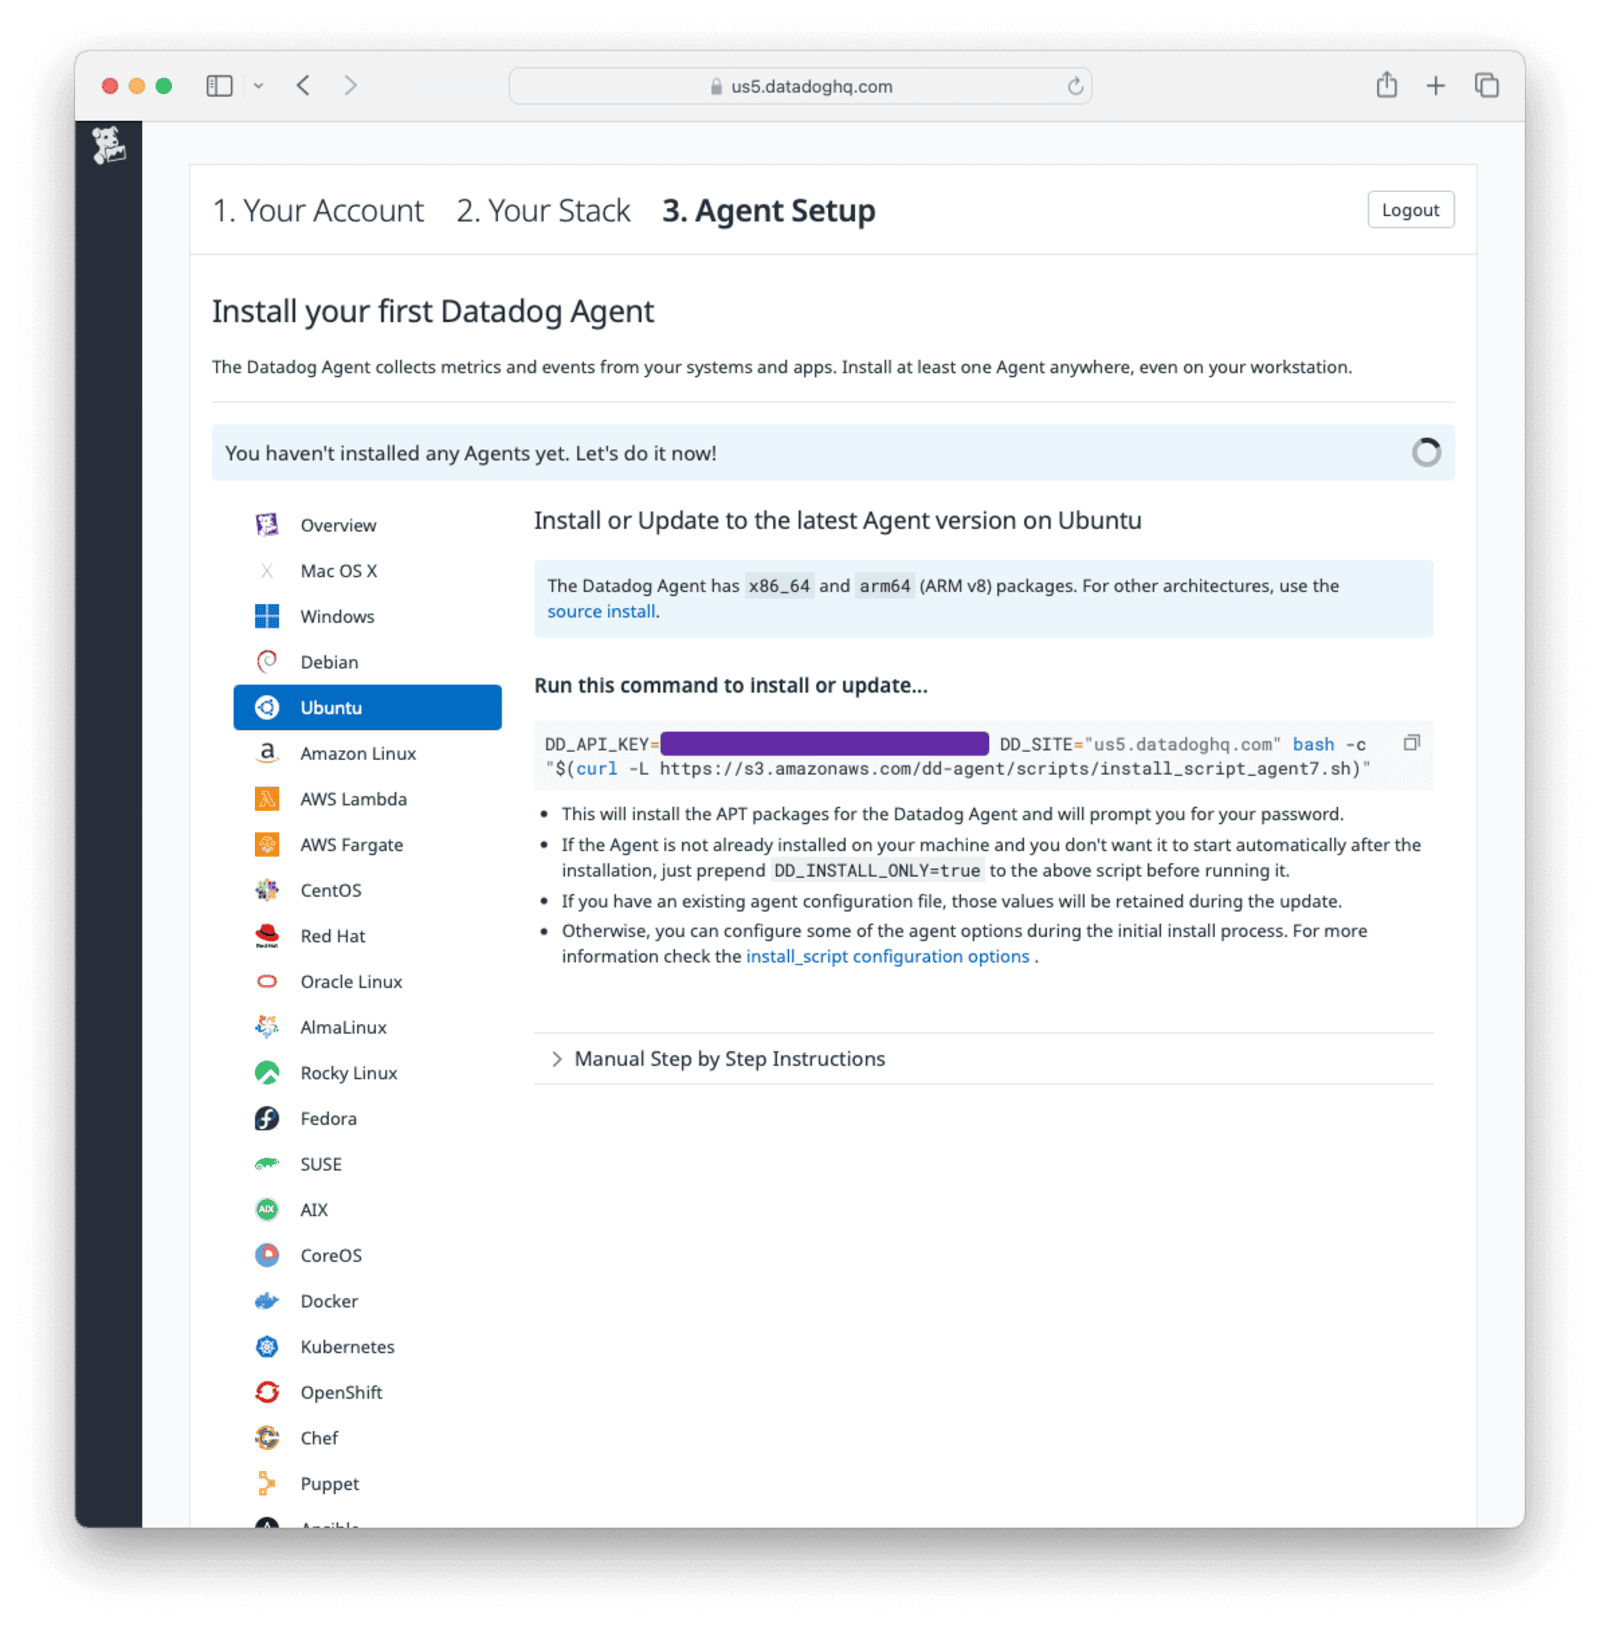 us5.datadoghq.com
1. Your Account 2. Your Stack 3. Agent Setup
Logout
Install your first Datadog Agent
The Datadog Agent collects metrics and events from your systems and apps. Install at least one Agent anywhere, even on your workstation.
You haven't installed any Agents yet. Let's do it now!
Overview
Mac OS X
Windows
Debian
Ubuntu
Amazon Linux
AWS Lambda
AWS Fargate
CentOS
Red Hat
Oracle Linux
AlmaLinux
Rocky Linux
Fedora
SUSE
AIX
CoreOS
Docker
Kubernetes
OpenShift
Chef
Puppet
Ansible
Install or Update to the latest Agent version on Ubuntu
The Datadog Agent has x86_64 and arm64 (ARM v8) packages. For other architectures, use the
source install.
Run this command to install or update...
DD_API_KEY= DD_SITE="us5.datadoghq.com" bash -c
"$(curl -L https://s3.amazonaws.com/dd-agent/scripts/install_script_agent7.sh)"
• This will install the APT packages for the Datadog Agent and will prompt you for your password.
• If the Agent is not already installed on your machine and you don't want it to start automatically after the
installation, just prepend DD_INSTALL_ONLY=true to the above script before running it.
• If you have an existing agent configuration file, those values will be retained during the update.
• Otherwise, you can configure some of the agent options during the initial install process. For more
information check the install_script configuration options .
Manual Step by Step Instructions